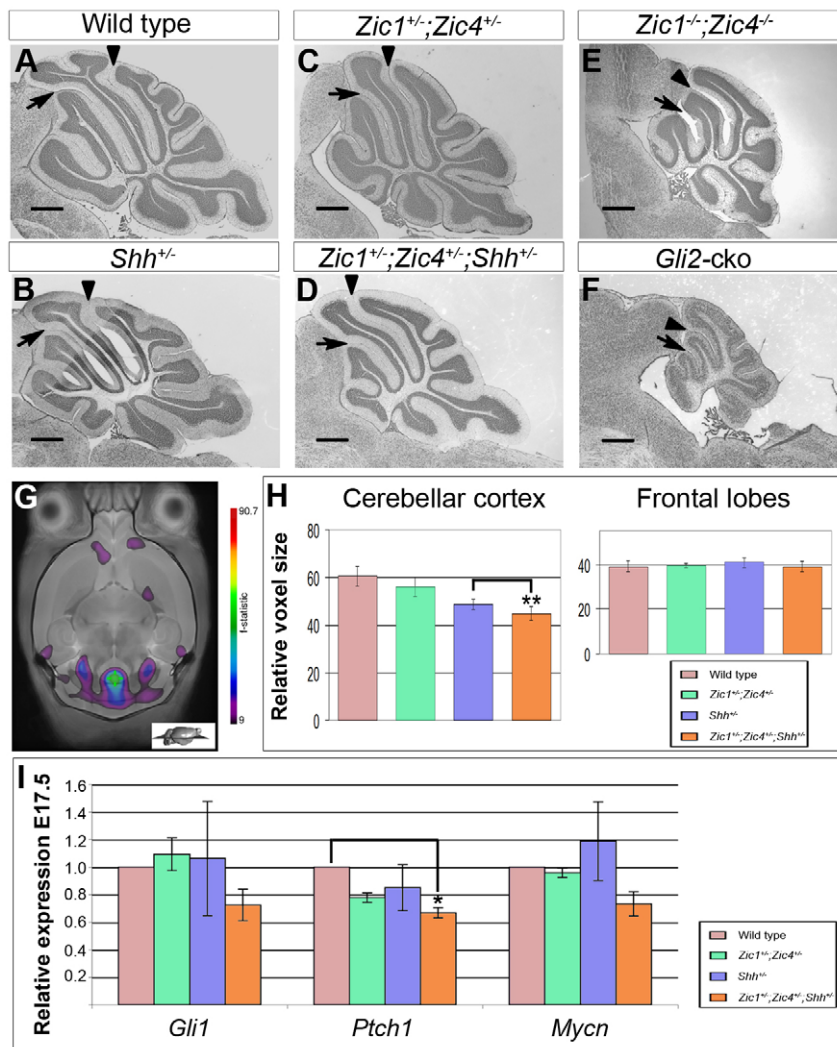 Wild type
Zic1+/-;Zic4+/-
Zic1-/-;Zic4-/-
A
C
E
Shh+/-
Zic1+/-;Zic4+/-;Shh+/-
Gli2-cko
B
D
F
G
90.7
t-statistic
9
H
Cerebellar cortex
Frontal lobes
Relative voxel size
80
60
40
20
0
**
40
20
0
Wild type
Zic1+/-;Zic4+/-
Shh+/-
Zic1+/-;Zic4+/-;Shh+/-
I
Relative expression E17.5
1.6
1.4
1.2
1.0
0.8
0.6
0.4
0.2
*
Gli1
Ptch1
Mycn
Wild type
Zic1+/-;Zic4+/-
Shh+/-
Zic1+/-;Zic4+/-;Shh+/-